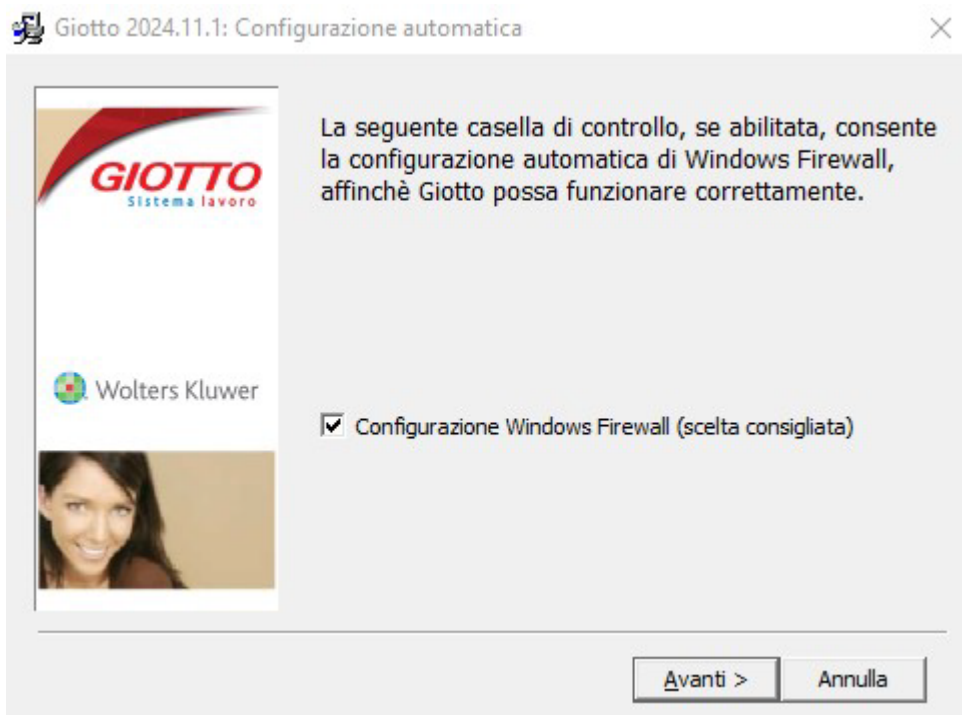 Giotto 2024.11.1: Configurazione automatica
GIOTTO
Sistema lavoro
La seguente casella di controllo, se abilitata, consente
la configurazione automatica di Windows Firewall,
affinchè Giotto possa funzionare correttamente.
Wolters Kluwer
Configurazione Windows Firewall (scelta consigliata)
Avanti >
Annulla